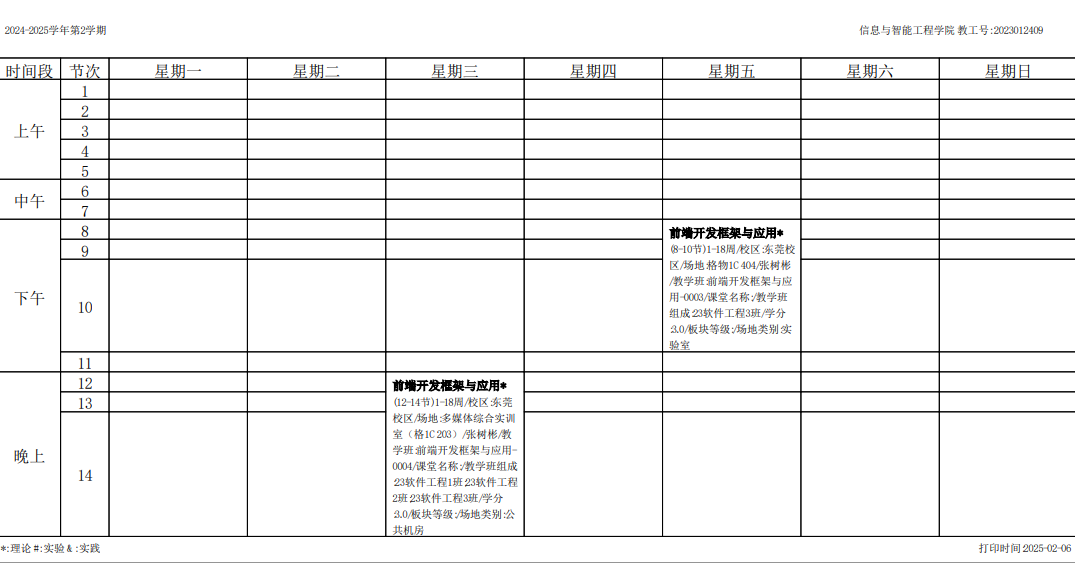 2024-2025学年第2学期
信息与智能工程学院 教工号:2023012409
时间段 节次 星期一 星期二 星期三 星期四 星期五 星期六 星期日
上午
1
2
3
4
5
中午
6
7
下午
8
9
10
11
前端开发框架与应用*
(8-10节)1-18周/校区:东莞校
区/场地:格物1C 404/张树彬
/教学班:前端开发框架与应
用-0003/课堂名称:/教学班
组成:23软件工程3班/学分
:3.0/板块等级:/场地类别:实
验室
晚上
12
13
14
前端开发框架与应用*
(12-14节)1-18周/校区:东莞
校区/场地:多媒体综合实训
室（格1C 203）/张树彬/教
学班:前端开发框架与应用-
0004/课堂名称:/教学班组成
:23软件工程1班;23软件工程
2班;23软件工程3班/学分
:3.0/板块等级:/场地类别:公
共机房
*:理论 #:实验 & :实践
打印时间:2025-02-06